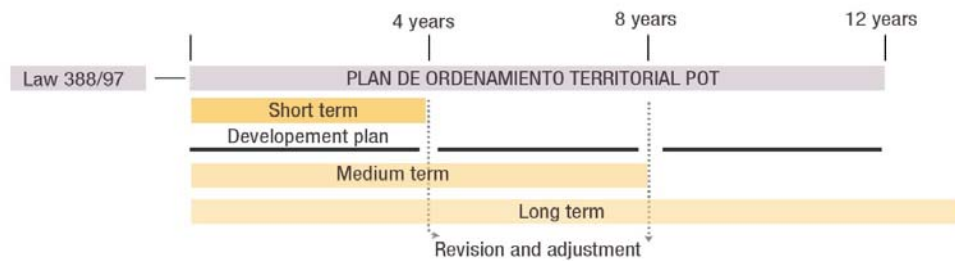 4 years
8 years
12 years
Law 388/97
PLAN DE ORDENAMIENTO TERRITORIAL POT
Short term
Developement plan
Medium term
Long term
Revision and adjustment